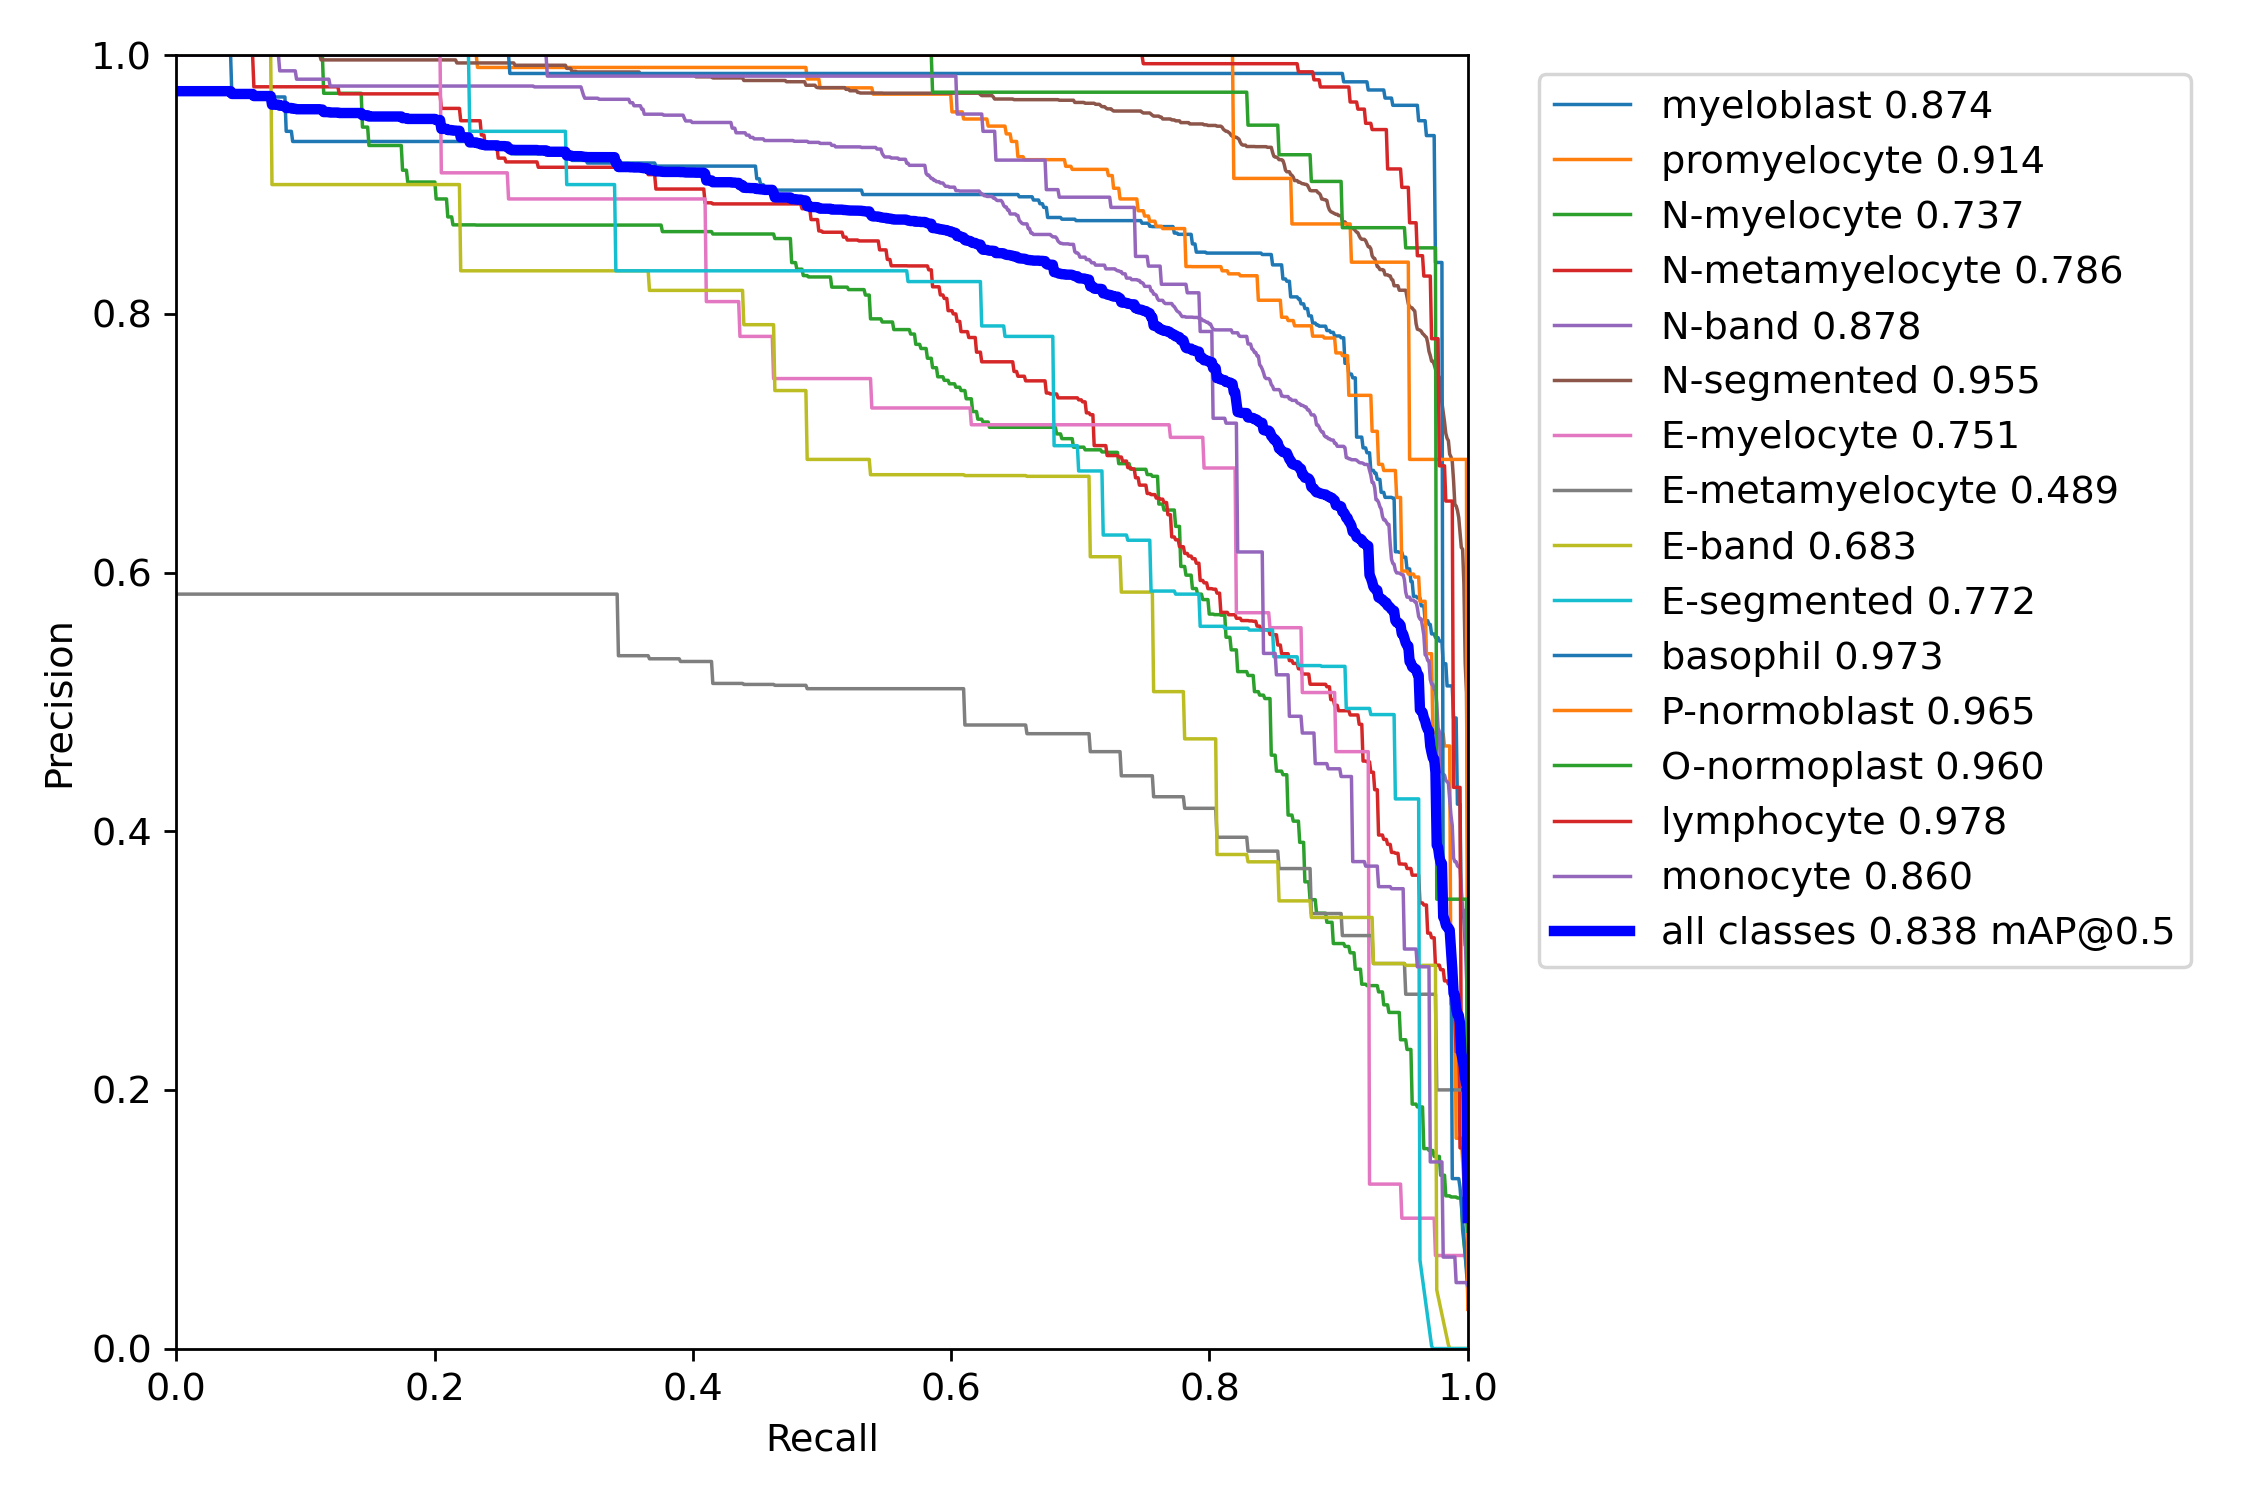 1.0
0.8
0.6
0.4
0.2
0.0
Precision
0.0 0.2 0.4 0.6 0.8 1.0
Recall
myeloblast 0.874
promyelocyte 0.914
N-myelocyte 0.737
N-metamyelocyte 0.786
N-band 0.878
N-segmented 0.955
E-myelocyte 0.751
E-metamyelocyte 0.489
E-band 0.683
E-segmented 0.772
basophil 0.973
P-normoblast 0.965
O-normoplast 0.960
lymphocyte 0.978
monocyte 0.860
all classes 0.838 mAP@0.5